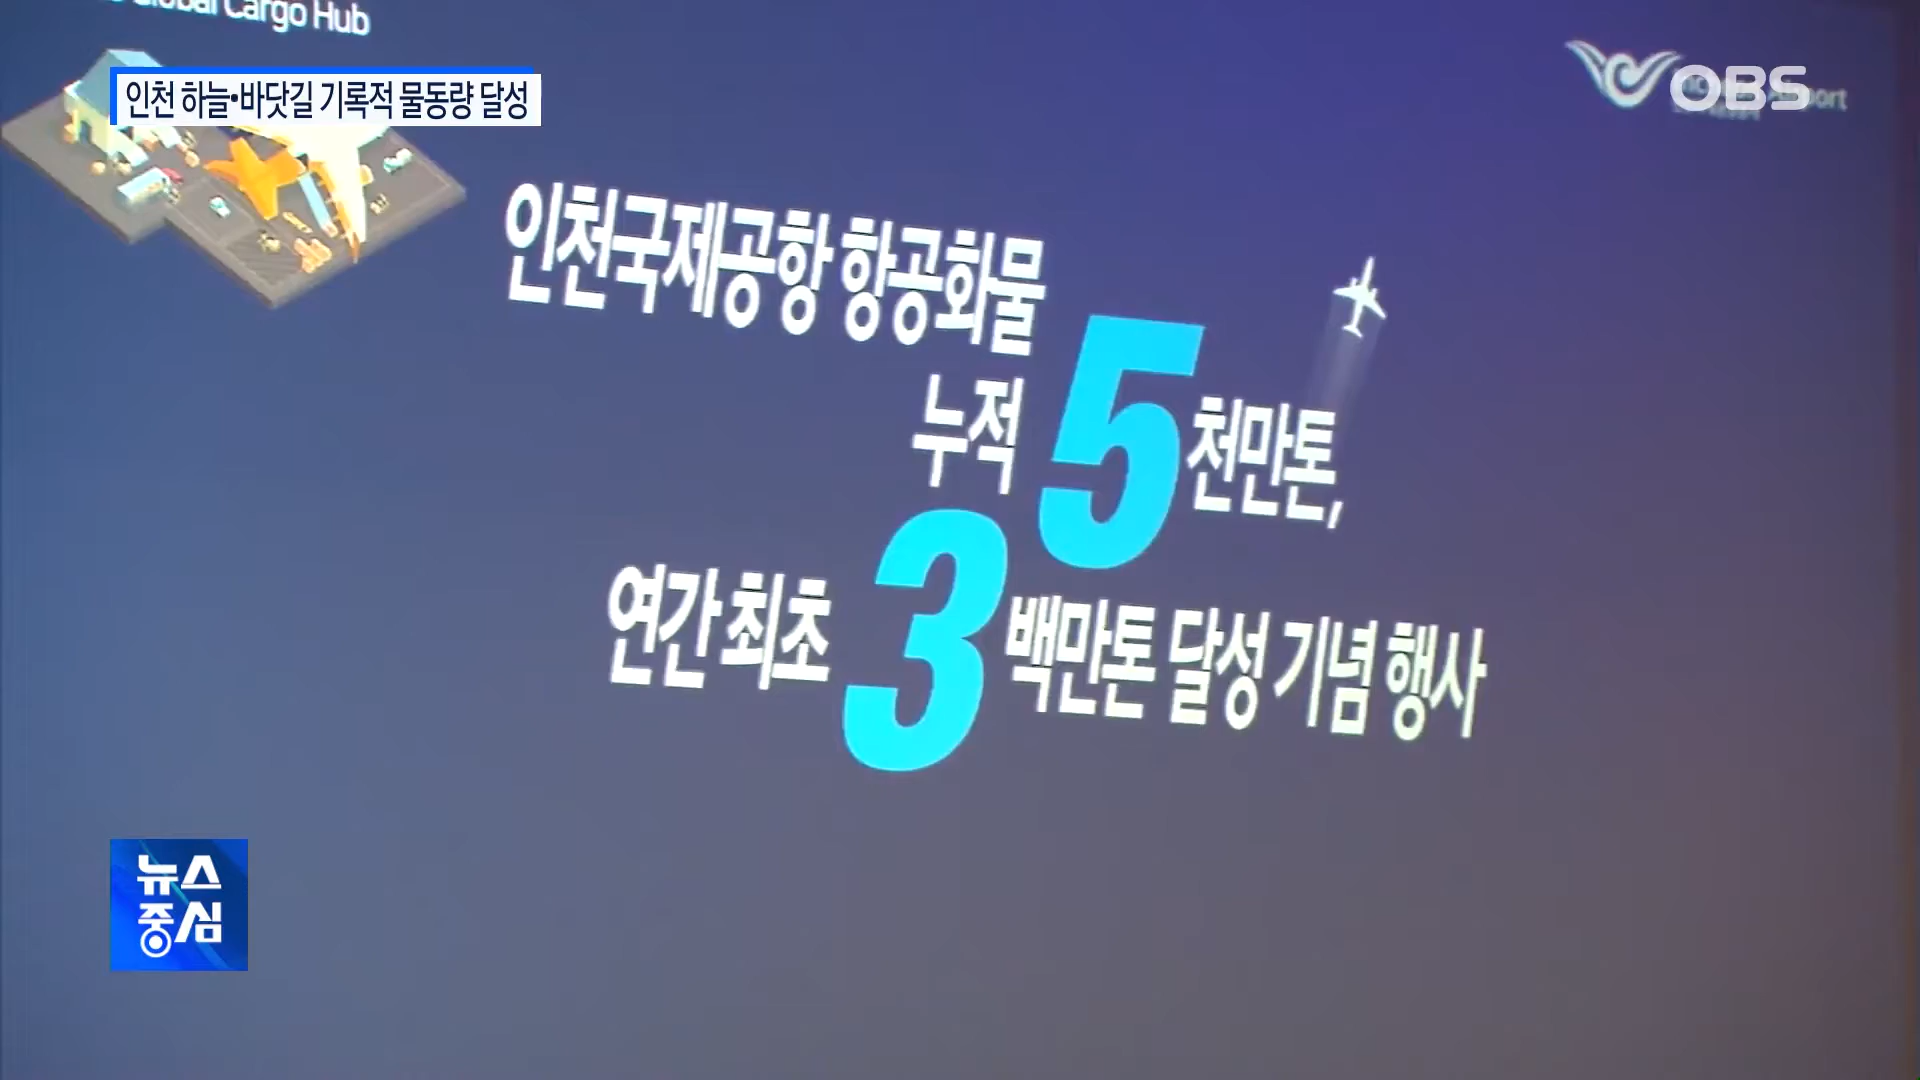 Global Cargo Hub
인천 하늘•바닷길 기록적 물동량 달성
OBS
인천국제공항 항공화물
누적 5천만톤,
연간 최초 3백만톤 달성 기념 행사
뉴스
중심